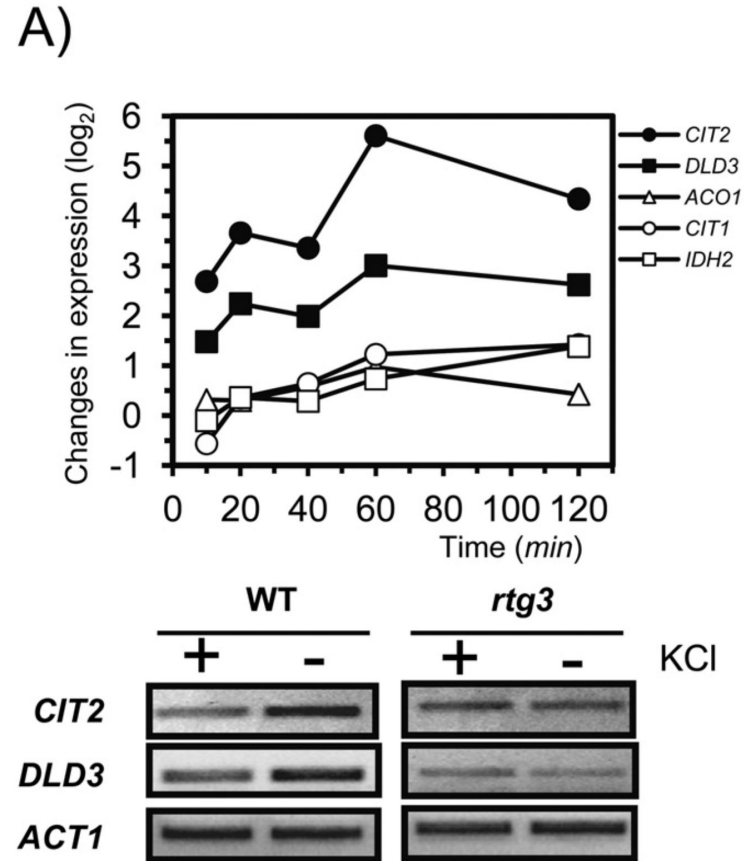 A)
Changes in expression (log2)
6
5
4
3
2
1
0
-1
0 20 40 60 80 100 120
Time (min)
CIT2
DLD3
ACO1
CIT1
IDH2
WT rtg3
+ - + - KCl
CIT2
DLD3
ACT1